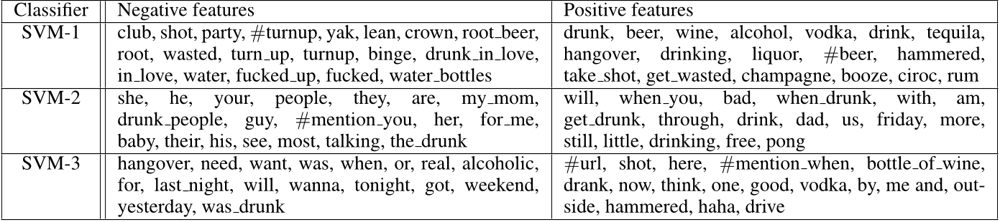 Classifier Negative features Positive features
SVM-1 club, shot, party, #turnup, yak, lean, crown, root_beer, drunk, beer, wine, alcohol, vodka, drink, tequila,
root, wasted, turn_up, turnup, binge, drunk_in_love, hangover, drinking, liquor, #beer, hammered,
in_love, water, fucked_up, fucked, water_bottles take_shot, get_wasted, champagne, booze, ciroc, rum
SVM-2 she, he, your, people, they, are, my_mom, will, when_you, bad, when_drunk, with, am,
drunk_people, guy, #mention_you, her, for_me, get_drunk, through, drink, dad, us, friday, more,
baby, their, his, see, most, talking, the_drunk still, little, drinking, free, pong
SVM-3 hangover, need, want, was, when, or, real, alcoholic, #url, shot, here, #mention_when, bottle_of_wine,
for, last_night, will, wanna, tonight, got, weekend, drank, now, think, one, good, vodka, by, me and, out-
yesterday, was_drunk side, hammered, haha, drive